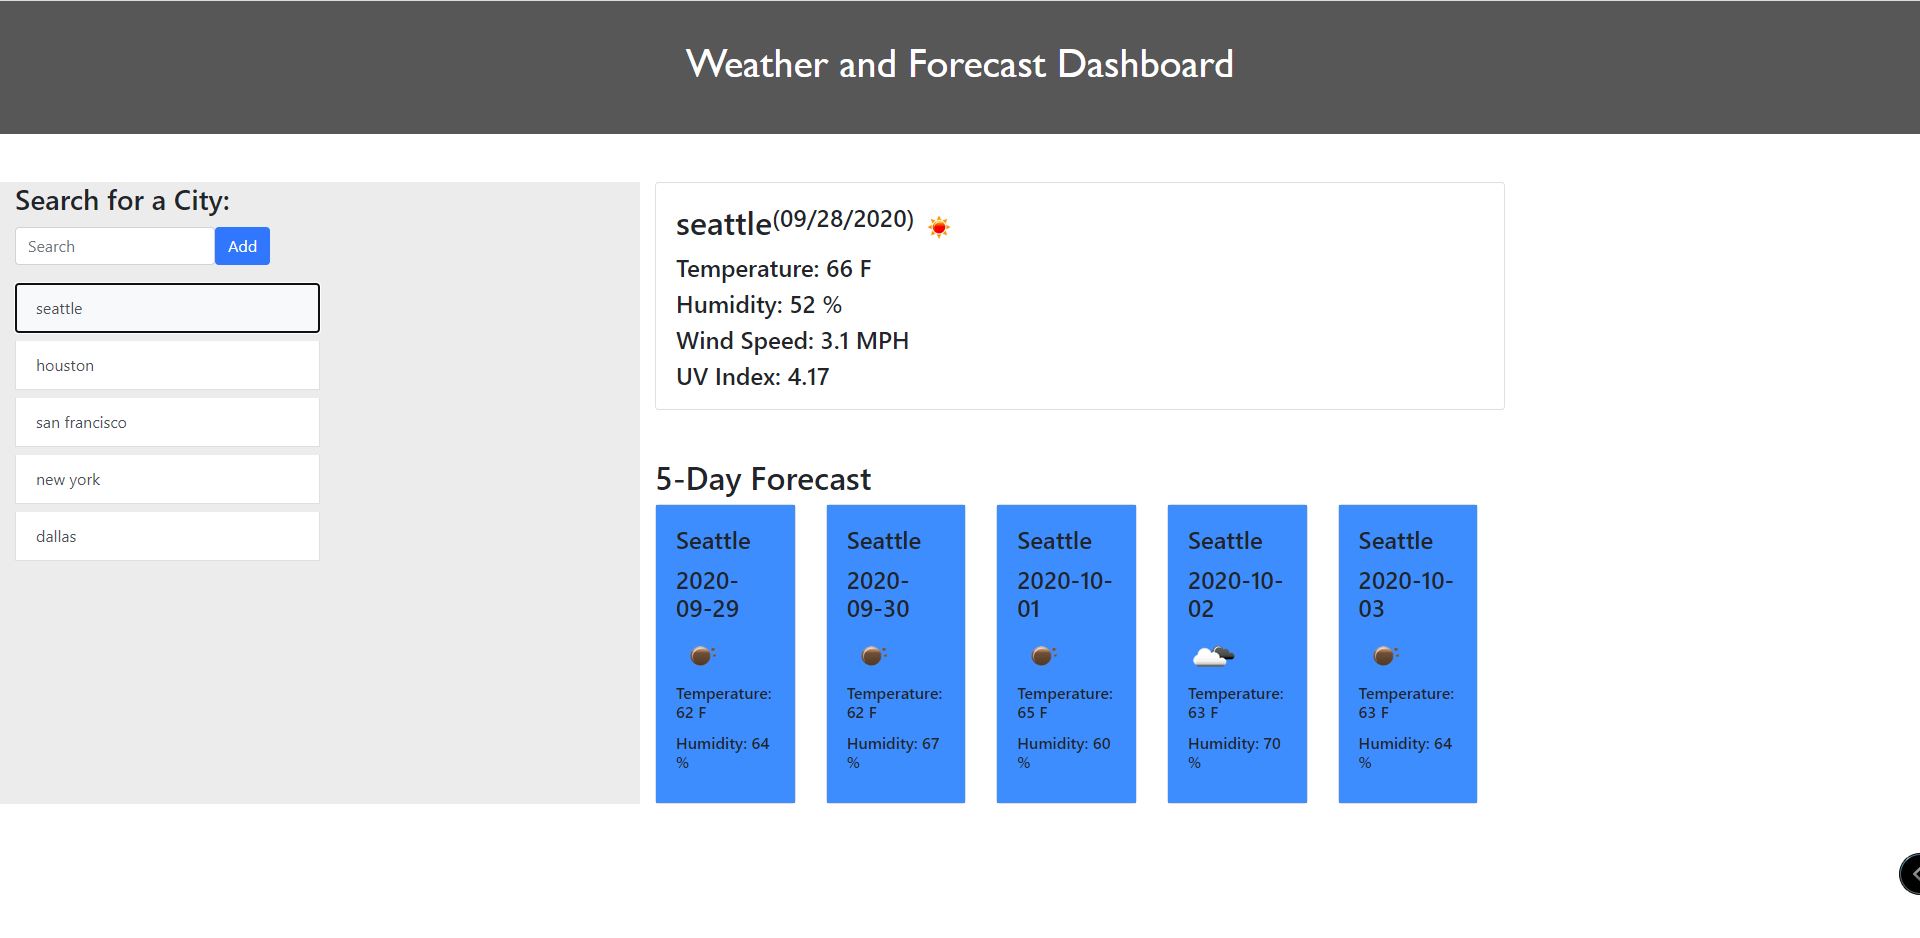 Weather and Forecast Dashboard
Search for a City:
Search
Add
seattle
houston
san francisco
new york
dallas
seattle(09/28/2020)
Temperature: 66 F
Humidity: 52 %
Wind Speed: 3.1 MPH
UV Index: 4.17
5-Day Forecast
Seattle
2020-
09-29
Temperature:
62 F
Humidity: 64
%
Seattle
2020-
09-30
Temperature:
62 F
Humidity: 67
%
Seattle
2020-10-
01
Temperature:
65 F
Humidity: 60
%
Seattle
2020-10-
02
Temperature:
63 F
Humidity: 70
%
Seattle
2020-10-
03
Temperature:
63 F
Humidity: 64
%